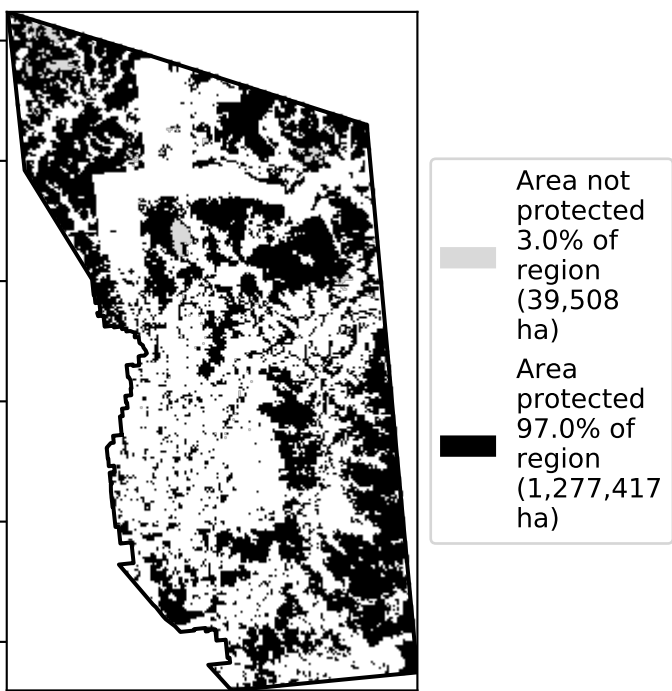 Area not
protected
3.0% of
region
(39,508
ha)
Area
protected
97.0% of
region
(1,277,417
ha)